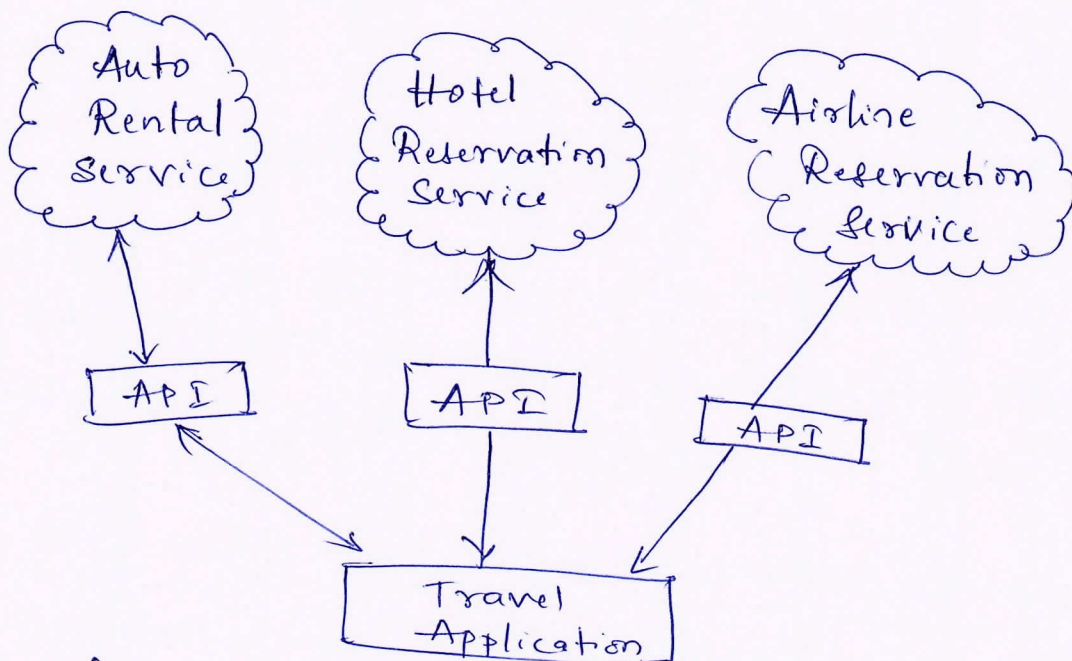 Auto
Rental
Service
Hotel
Reservation
Service
Airline
Reservation
Service
API
API
API
Travel
Application